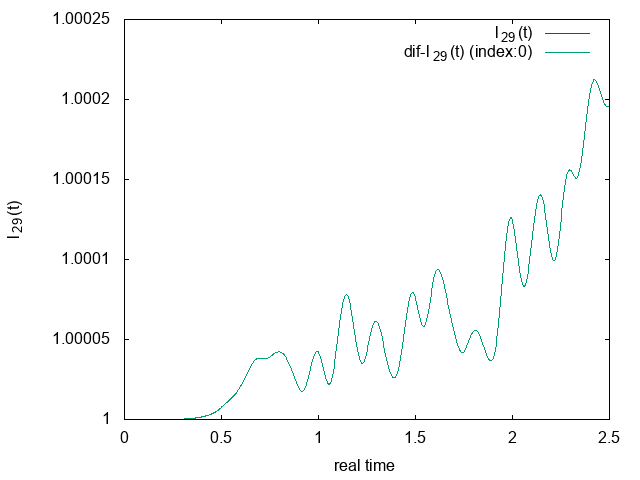 1.00025
I29(t)
dif-I29(t) (index:0)
1.0002
1.00015
I29(t)
1.0001
1.00005
1
0 0.5 1 1.5 2 2.5
real time